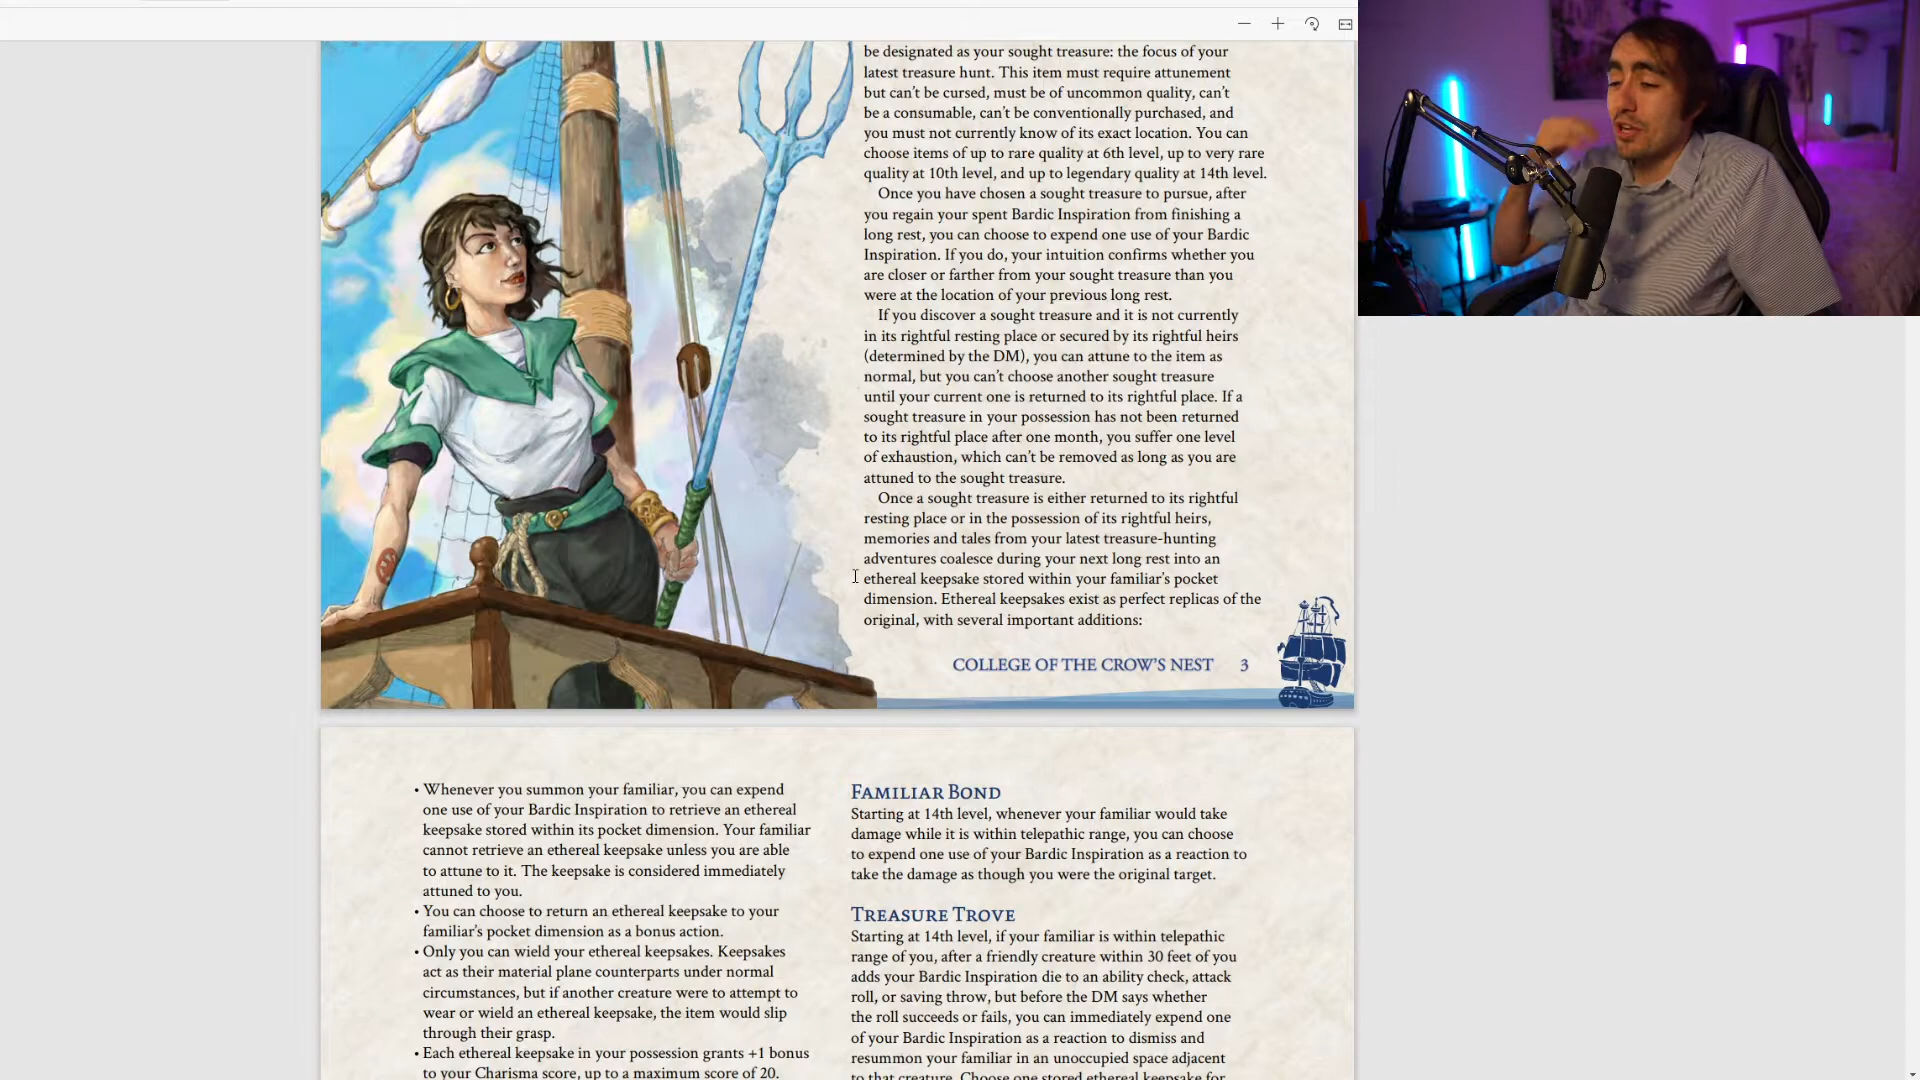 be designated as your sought treasure: the focus of your
latest treasure hunt. This item must require attunement
but can't be cursed, must be of uncommon quality, can't
be a consumable, can't be conventionally purchased, and
you must not currently know of its exact location. You can
choose items of up to rare quality at 6th level, up to very rare
quality at 10th level, and up to legendary quality at 14th level.
Once you have chosen a sought treasure to pursue, after
you regain your spent Bardic Inspiration from finishing a
long rest, you can choose to expend one use of your Bardic
Inspiration. If you do, your intuition confirms whether you
are closer or farther from your sought treasure than you
were at the location of your previous long rest.
If you discover a sought treasure and it is not currently
in its rightful resting place or secured by its rightful heirs
(determined by the DM), you can attune to the item as
normal, but you can't choose another sought treasure
until your current one is returned to its rightful place. If a
sought treasure in your possession has not been returned
to its rightful place after one month, you suffer one level
of exhaustion, which can't be removed as long as you are
attuned to the sought treasure.
Once a sought treasure is either returned to its rightful
resting place or in the possession of its rightful heirs,
memories and tales from your latest treasure-hunting
adventures coalesce during your next long rest into an
ethereal keepsake stored within your familiar's pocket
dimension. Ethereal keepsakes exist as perfect replicas of the
original, with several important additions:
COLLEGE OF THE CROW'S NEST 3
• Whenever you summon your familiar, you can expend
one use of your Bardic Inspiration to retrieve an ethereal
keepsake stored within its pocket dimension. Your familiar
cannot retrieve an ethereal keepsake unless you are able
to attune to it. The keepsake is considered immediately
attuned to you.
• You can choose to return an ethereal keepsake to your
familiar's pocket dimension as a bonus action.
• Only you can wield your ethereal keepsakes. Keepsakes
act as their material plane counterparts under normal
circumstances, but if another creature were to attempt to
wear or wield an ethereal keepsake, the item would slip
through their grasp.
• Each ethereal keepsake in your possession grants +1 bonus
to your Charisma score, up to a maximum score of 20.
FAMILIAR BOND
Starting at 14th level, whenever your familiar would take
damage while it is within telepathic range, you can choose
to expend one use of your Bardic Inspiration as a reaction to
take the damage as though you were the original target.
TREASURE TROVE
Starting at 14th level, if your familiar is within telepathic
range of you, after a friendly creature within 30 feet of you
adds your Bardic Inspiration die to an ability check, attack
roll, or saving throw, but before the DM says whether
the roll succeeds or fails, you can immediately expend one
of your Bardic Inspiration as a reaction to dismiss and
resummon your familiar in an unoccupied space adjacent
to that creature. Choose one stored ethereal keepsake for